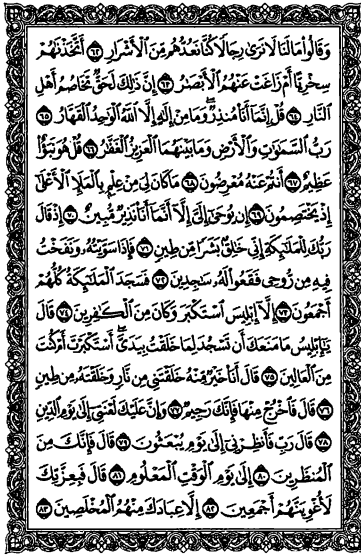 وَقَالُوا۟ مَا لَنَا لَا نَرَىٰ رِجَالًا كُنَّا نَعُدُّهُم مِّنَ ٱلْأَشْرَارِ ٦٢ أَتَّخَذْنَٰهُمْ
سِخْرِيًّا أَمْ زَاغَتْ عَنْهُمُ ٱلْأَبْصَٰرُ ٦٣ إِنَّ ذَٰلِكَ لَحَقٌّ تَخَاصُمُ أَهْلِ
ٱلنَّارِ ٦٤ قُلْ إِنَّمَآ أَنَا۠ مُنذِرٌ وَمَا مِنْ إِلَٰهٍ إِلَّا ٱللَّهُ ٱلْوَٰحِدُ ٱلْقَهَّارُ ٦٥
رَبُّ ٱلسَّمَٰوَٰتِ وَٱلْأَرْضِ وَمَا بَيْنَهُمَا ٱلْعَزِيزُ ٱلْغَفَّٰرُ ٦٦ قُلْ هُوَ نَبَؤٌا۟
عَظِيمٌ ٦٧ أَنتُمْ عَنْهُ مُعْرِضُونَ ٦٨ مَا كَانَ لِىَ مِنْ عِلْمٍۭ بِٱلْمَلَإِ ٱلْأَعْلَىٰٓ
إِذْ يَخْتَصِمُونَ ٦٩ إِن يُوحَىٰٓ إِلَىَّ إِلَّآ أَنَّمَآ أَنَا۠ نَذِيرٌ مُّبِينٌ ٧٠ إِذْ قَالَ
رَبُّكَ لِلْمَلَٰٓئِكَةِ إِنِّى خَٰلِقٌۢ بَشَرًا مِّن طِينٍ ٧١ فَإِذَا سَوَّيْتُهُۥ وَنَفَخْتُ
فِيهِ مِن رُّوحِى فَقَعُوا۟ لَهُۥ سَٰجِدِينَ ٧٢ فَسَجَدَ ٱلْمَلَٰٓئِكَةُ كُلُّهُمْ
أَجْمَعُونَ ٧٣ إِلَّآ إِبْلِيسَ ٱسْتَكْبَرَ وَكَانَ مِنَ ٱلْكَٰفِرِينَ ٧٤ قَالَ
يَٰٓإِبْلِيسُ مَا مَنَعَكَ أَن تَسْجُدَ لِمَا خَلَقْتُ بِيَدَىَّ ۖ أَسْتَكْبَرْتَ أَمْ كُنتَ
مِنَ ٱلْعَالِينَ ٧٥ قَالَ أَنَا۠ خَيْرٌ مِّنْهُ خَلَقْتَنِى مِن نَّارٍ وَخَلَقْتَهُۥ مِن طِينٍ
٧٦ قَالَ فَٱخْرُجْ مِنْهَا فَإِنَّكَ رَجِيمٌ ٧٧ وَإِنَّ عَلَيْكَ لَعْنَتِىٓ إِلَىٰ يَوْمِ ٱلدِّينِ
٧٨ قَالَ رَبِّ فَأَنظِرْنِىٓ إِلَىٰ يَوْمِ يُبْعَثُونَ ٧٩ قَالَ فَإِنَّكَ مِنَ
ٱلْمُنظَرِينَ ٨٠ إِلَىٰ يَوْمِ ٱلْوَقْتِ ٱلْمَعْلُومِ ٨١ قَالَ فَبِعِزَّتِكَ
لَأُغْوِيَنَّهُمْ أَجْمَعِينَ ٨٢ إِلَّا عِبَادَكَ مِنْهُمُ ٱلْمُخْلَصِينَ ٨٣